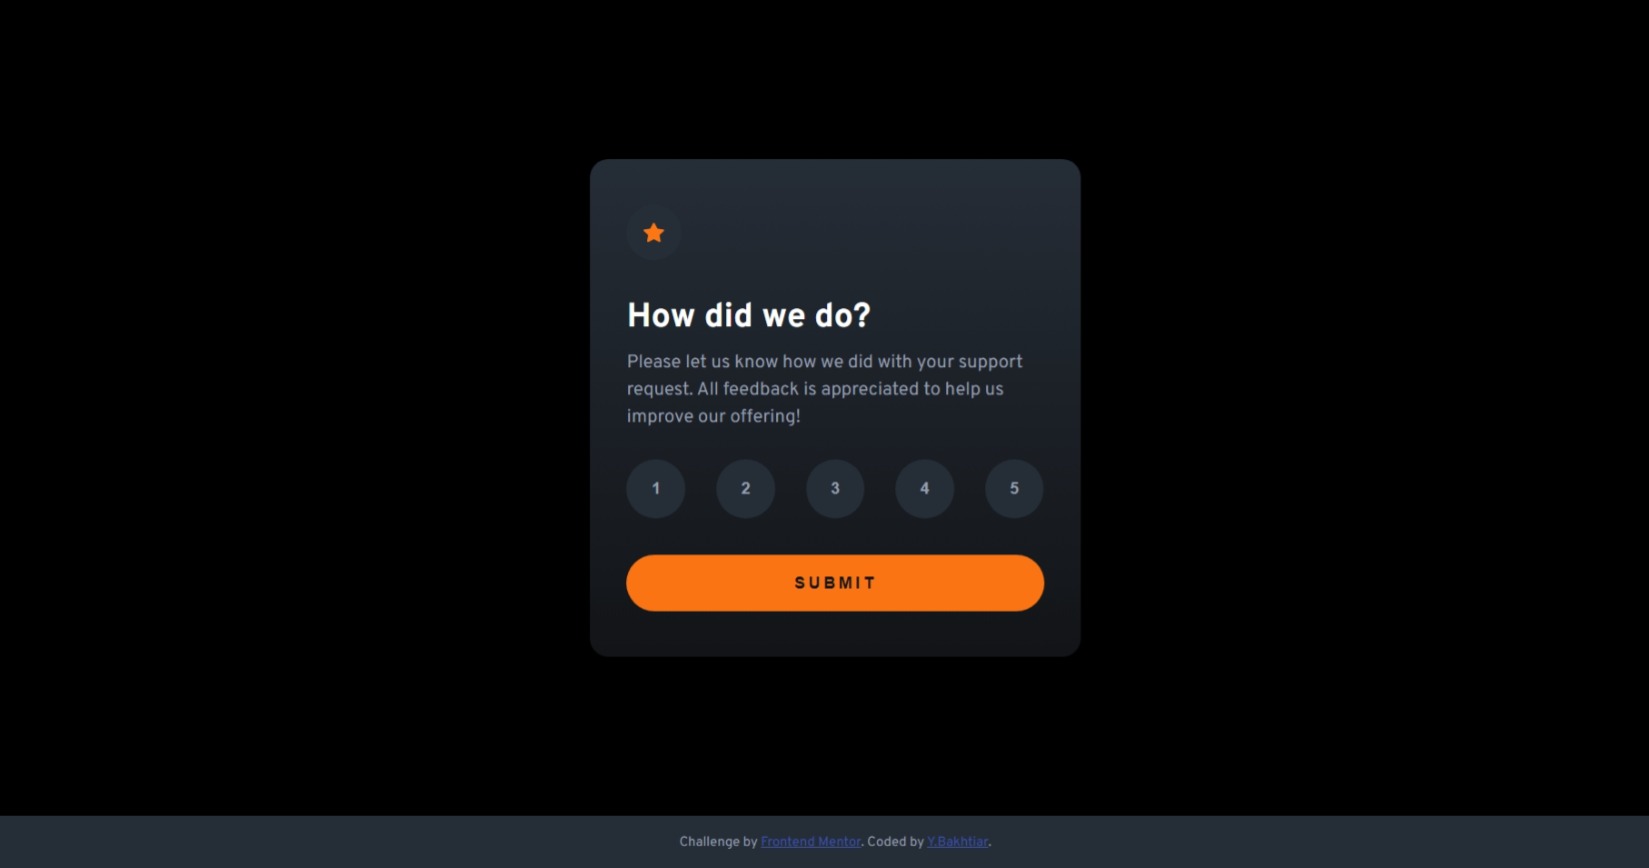 How did we do?
Please let us know how we did with your support
request. All feedback is appreciated to help us
improve our offering!
1 2 3 4 5
SUBMIT
Challenge by Frontend Mentor. Coded by Y.Bakhtiar.